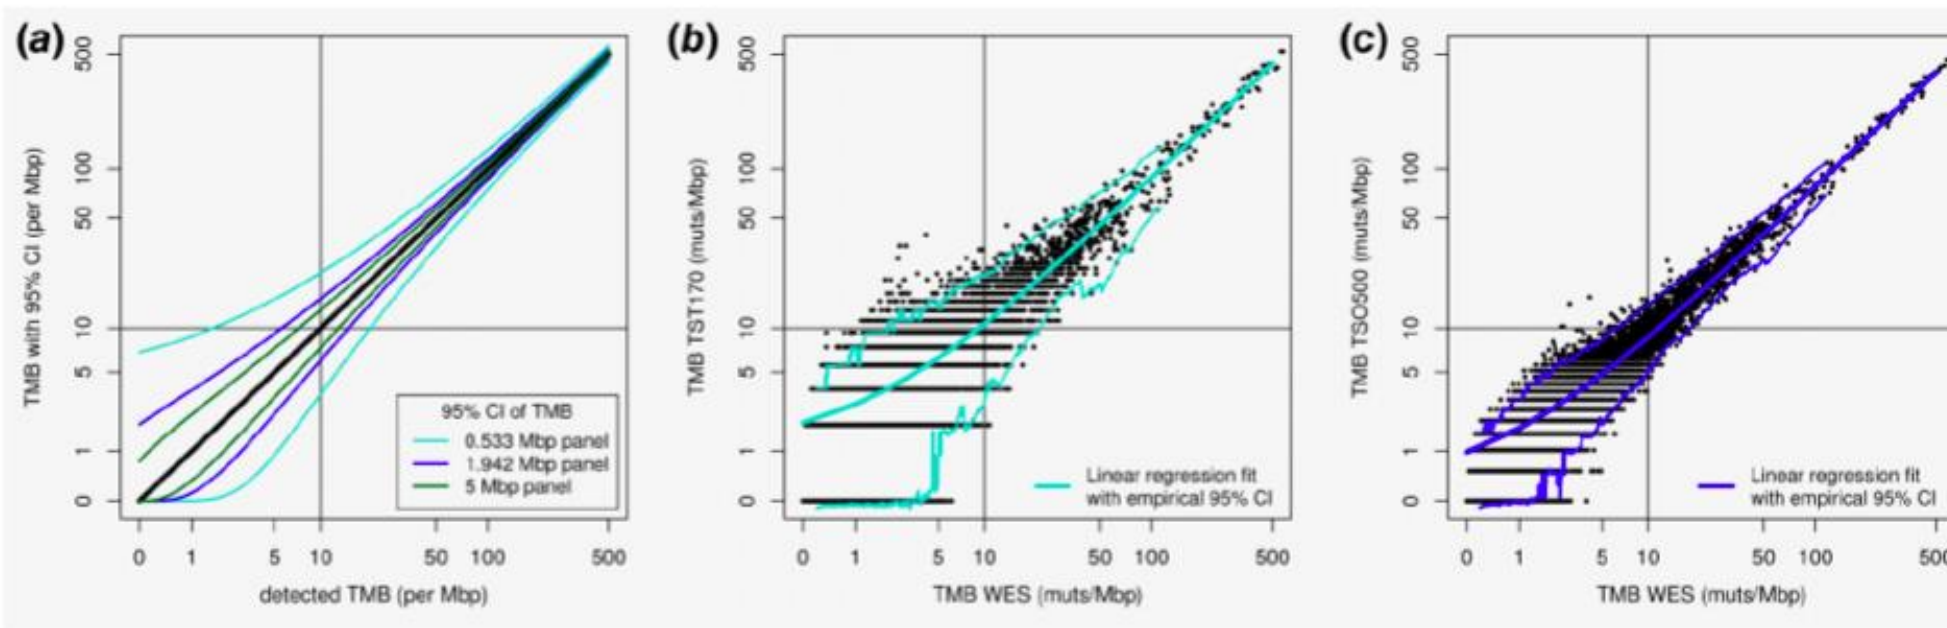 (a)
TMB with 95% CI (per Mbp)
500
100
50
10
5
1
0
95% CI of TMB
0.533 Mbp panel
1.942 Mbp panel
5 Mbp panel
0 1 5 10 50 100 500
detected TMB (per Mbp)
(b)
TMB TST170 (muts/Mbp)
500
100
50
10
5
1
0
Linear regression fit
with empirical 95% CI
0 1 5 10 50 100 500
TMB WES (muts/Mbp)
(c)
TMB TSO500 (muts/Mbp)
500
100
50
10
5
1
0
Linear regression fit
with empirical 95% CI
0 1 5 10 50 100 500
TMB WES (muts/Mbp)